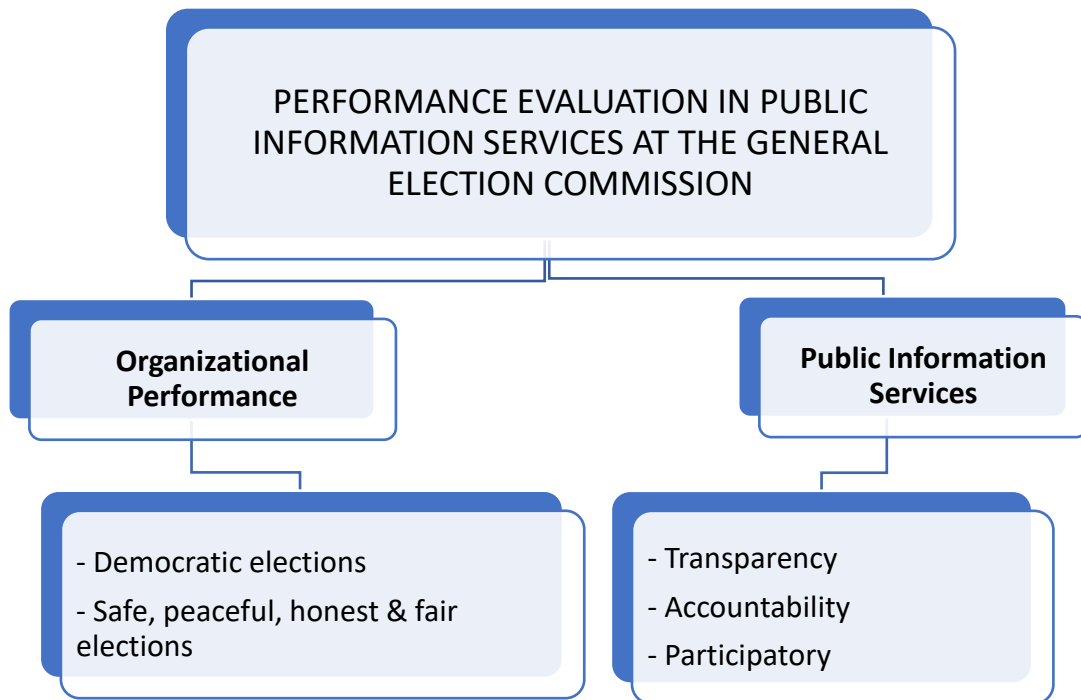 PERFORMANCE EVALUATION IN PUBLIC
INFORMATION SERVICES AT THE GENERAL
ELECTION COMMISSION
Organizational
Performance
Public Information
Services
- Democratic elections
- Safe, peaceful, honest & fair
elections
- Transparency
- Accountability
- Participatory